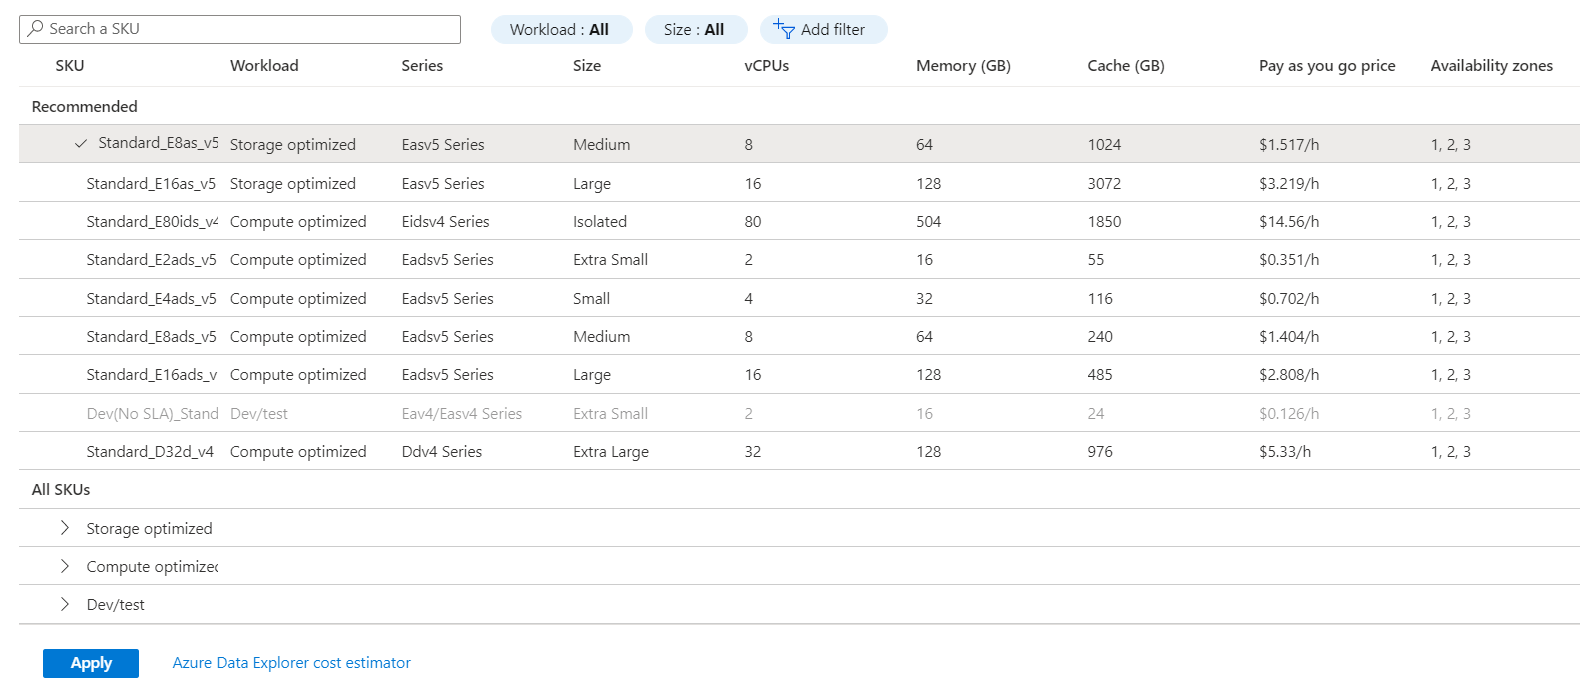 Search a SKU Workload : All Size : All Add filter
SKU Workload Series Size vCPUs Memory (GB) Cache (GB) Pay as you go price Availability zones
Recommended
Standard_E8as_v5 Storage optimized Easv5 Series Medium 8 64 1024 $1.517/h 1, 2, 3
Standard_E16as_v5 Storage optimized Easv5 Series Large 16 128 3072 $3.219/h 1, 2, 3
Standard_E80ids_v4 Compute optimized Eidsv4 Series Isolated 80 504 1850 $14.56/h 1, 2, 3
Standard_E2ads_v5 Compute optimized Eadsv5 Series Extra Small 2 16 55 $0.351/h 1, 2, 3
Standard_E4ads_v5 Compute optimized Eadsv5 Series Small 4 32 116 $0.702/h 1, 2, 3
Standard_E8ads_v5 Compute optimized Eadsv5 Series Medium 8 64 240 $1.404/h 1, 2, 3
Standard_E16ads_v Compute optimized Eadsv5 Series Large 16 128 485 $2.808/h 1, 2, 3
Dev(No SLA)_Stand Dev/test Eav4/Easv4 Series Extra Small 2 16 24 $0.126/h 1, 2, 3
Standard_D32d_v4 Compute optimized Ddv4 Series Extra Large 32 128 976 $5.33/h 1, 2, 3
All SKUs
Storage optimized
Compute optimized
Dev/test
Apply Azure Data Explorer cost estimator